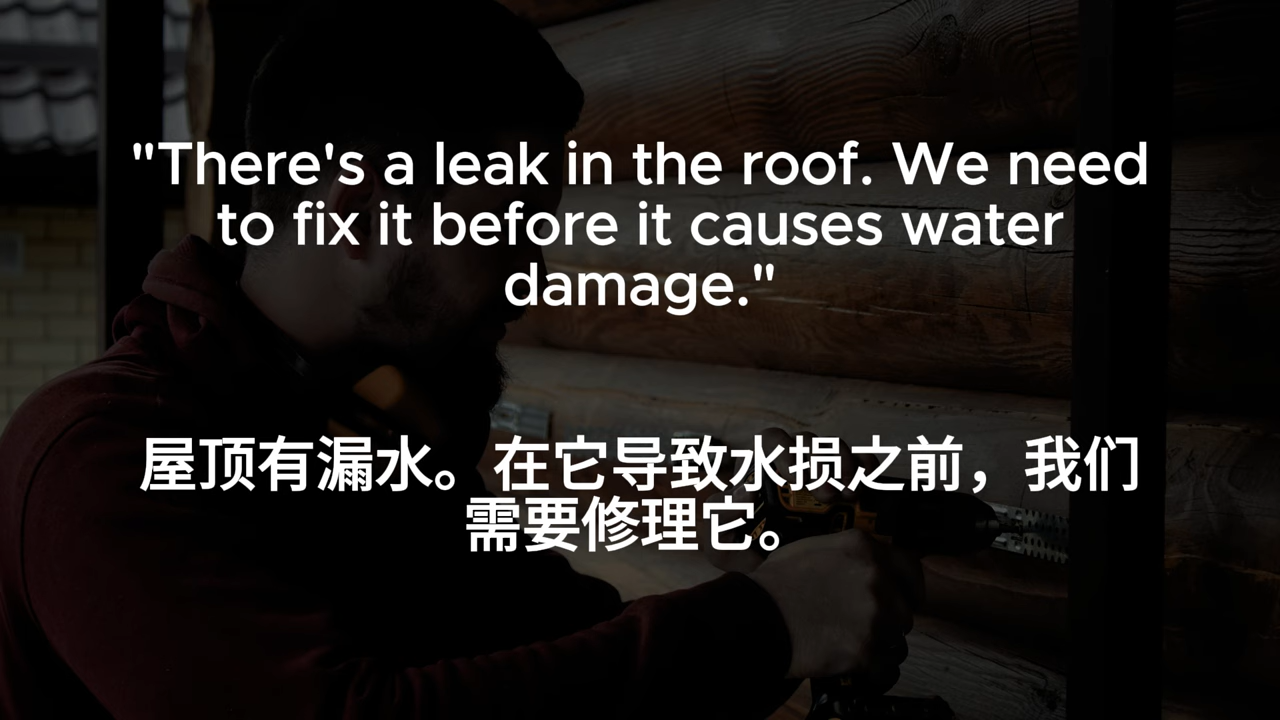 "There's a leak in the roof. We need
to fix it before it causes water
damage."
屋顶有漏水。在它导致水损之前，我们
需要修理它。